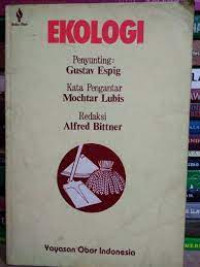 EKOLOGI
Penyunting:
Gustav Espig
Kata Pengantar
Mochtar Lubis
Redaksi
Alfred Bittner
Yayasan Obor Indonesia